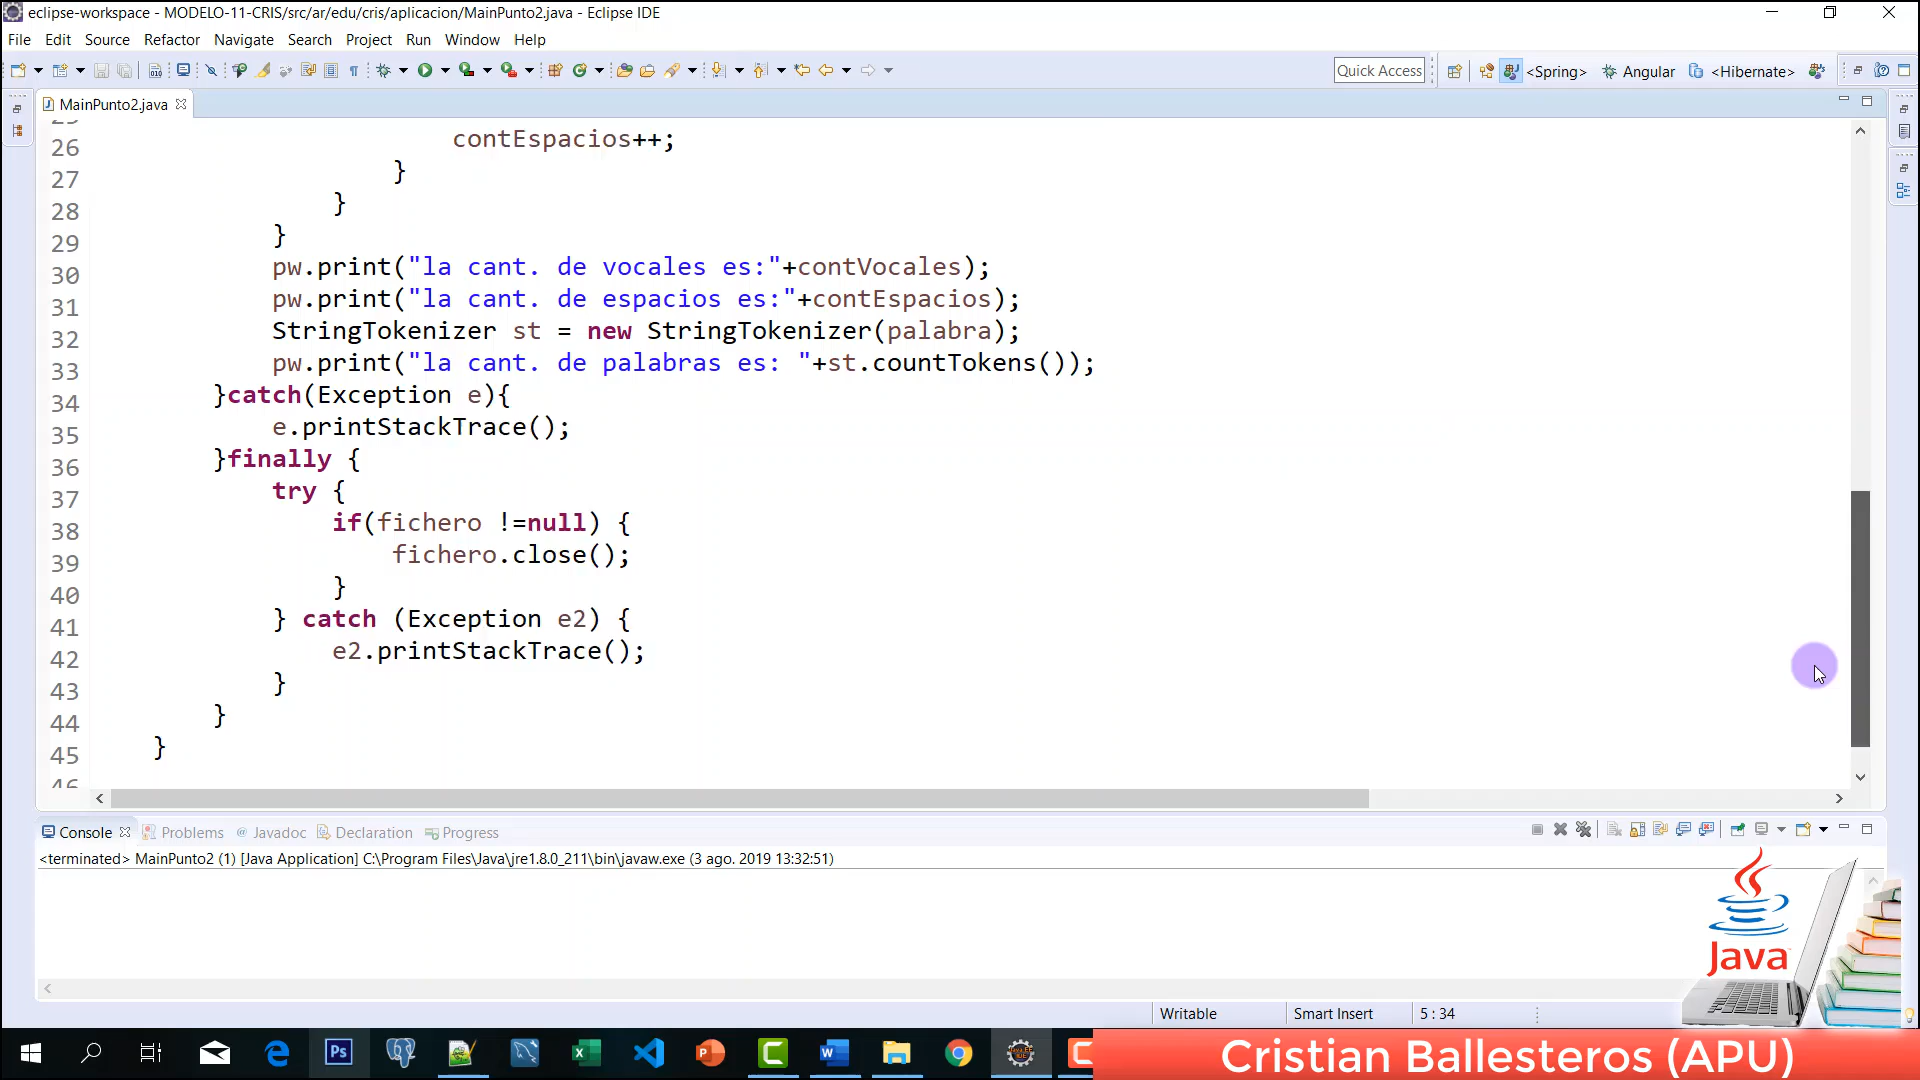 eclipse-workspace - MODELO-11-CRIS/src/ar/edu/cris/aplicacion/MainPunto2.java - Eclipse IDE
File Edit Source Refactor Navigate Search Project Run Window Help
Quick Access <Spring> Angular <Hibernate>
MainPunto2.java
26 contEspacios++;
27 }
28 }
29 }
30 pw.print("la cant. de vocales es:"+contVocales);
31 pw.print("la cant. de espacios es:"+contEspacios);
32 StringTokenizer st = new StringTokenizer(palabra);
33 pw.print("la cant. de palabras es: "+st.countTokens());
34 }catch(Exception e){
35 e.printStackTrace();
36 }finally {
37 try {
38 if(fichero !=null) {
39 fichero.close();
40 }
41 } catch (Exception e2) {
42 e2.printStackTrace();
43 }
44 }
45 }
Console Problems @ Javadoc Declaration Progress
<terminated> MainPunto2 (1) [Java Application] C:\Program Files\Java\jre1.8.0_211\bin\javaw.exe (3 ago. 2019 13:32:51)
Java
Writable Smart Insert 5 : 34
Ps
Cristian Ballesteros (APU)